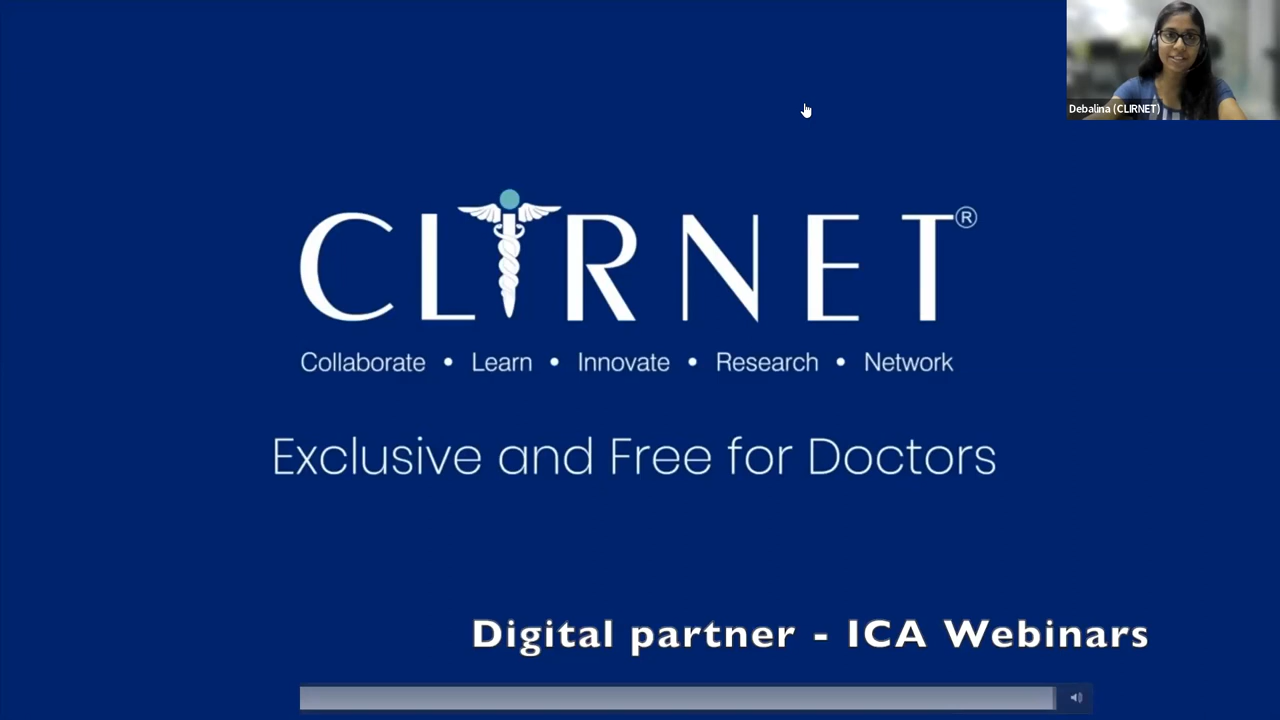 Debalina (CLIRNET)
CLIRNET®
Collaborate • Learn • Innovate • Research • Network
Exclusive and Free for Doctors
Digital partner - ICA Webinars